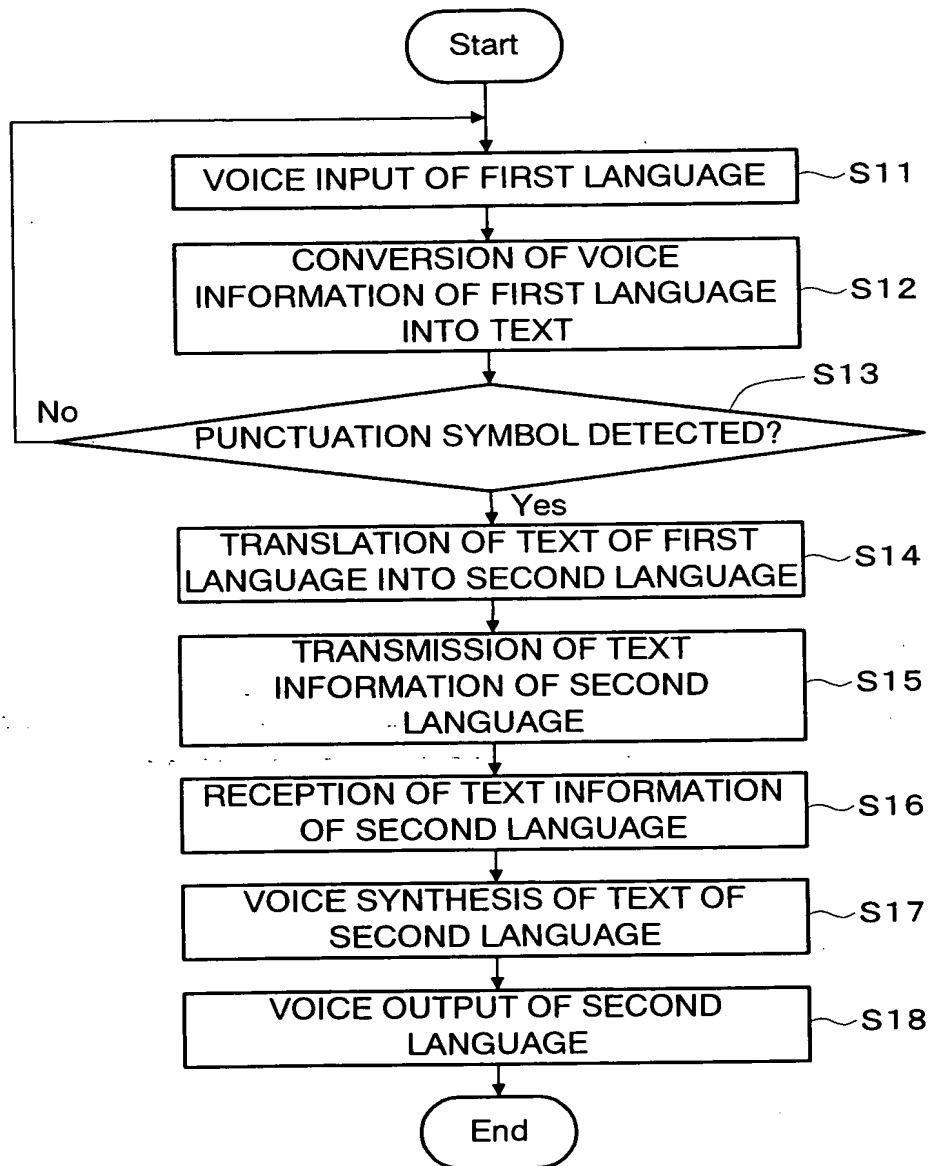 Start
VOICE INPUT OF FIRST LANGUAGE
S11
CONVERSION OF VOICE
INFORMATION OF FIRST LANGUAGE
INTO TEXT
S12
S13
No
PUNCTUATION SYMBOL DETECTED?
Yes
TRANSLATION OF TEXT OF FIRST
LANGUAGE INTO SECOND LANGUAGE
S14
TRANSMISSION OF TEXT
INFORMATION OF SECOND
LANGUAGE
S15
RECEPTION OF TEXT INFORMATION
OF SECOND LANGUAGE
S16
VOICE SYNTHESIS OF TEXT OF
SECOND LANGUAGE
S17
VOICE OUTPUT OF SECOND
LANGUAGE
S18
End